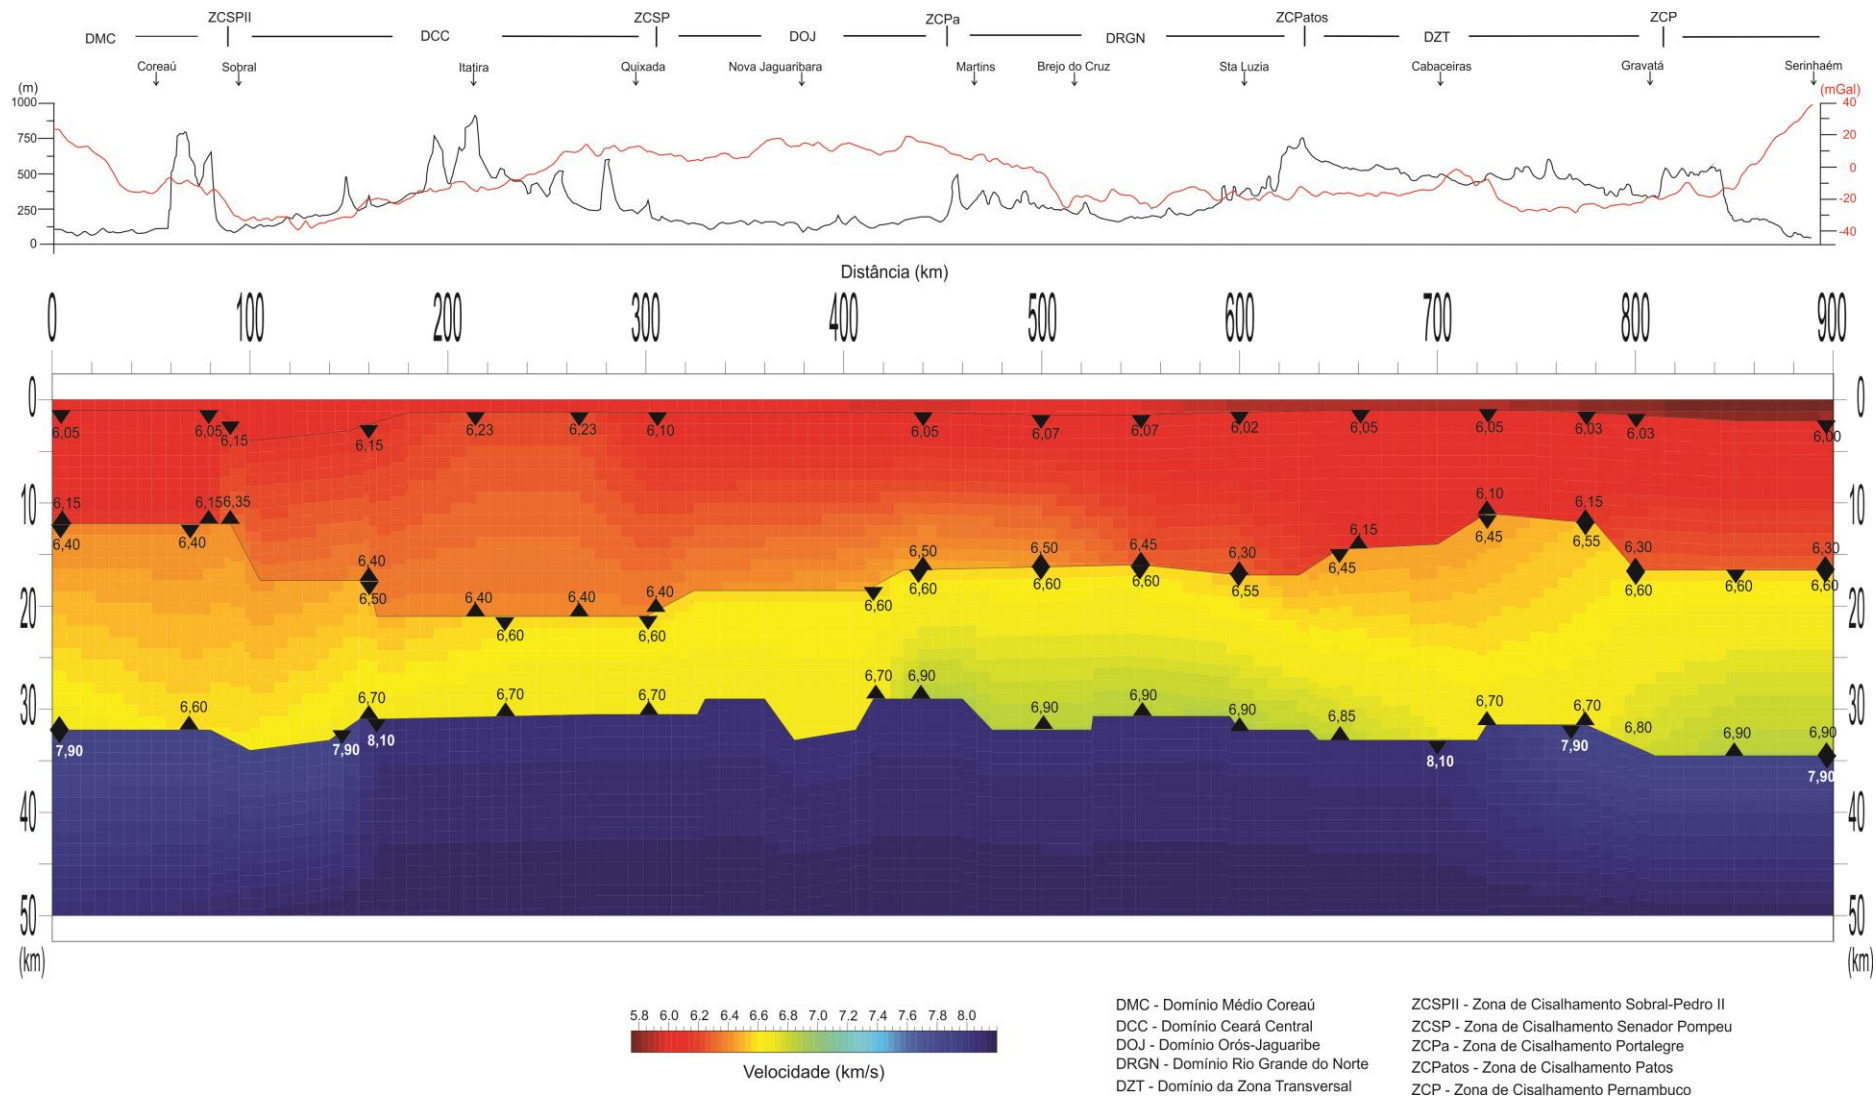 ZCSPII ZCSP ZCPa ZCPatos ZCP
DMC DCC DOJ DRGN DZT
Coreaú Sobral Itatira Quixada Nova Jaguaribara Martins Brejo do Cruz Sta Luzia Cabaceiras Gravatá Serinhaém
(m) (mGal)
1000 40
750 20
500 0
250 -20
0 -40
Distância (km)
0 100 200 300 400 500 600 700 800 900
0 0
6,05 6,05 6,15 6,15 6,23 6,23 6,10 6,05 6,07 6,07 6,02 6,05 6,05 6,03 6,03 6,00
10 10
6,15 6,15 6,35 6,40 6,40 6,40 6,40 6,50 6,50 6,45 6,30 6,15 6,10 6,15 6,30 6,30
6,40 6,40 6,50 6,60 6,60 6,60 6,60 6,60 6,60 6,55 6,45 6,45 6,55 6,60 6,60 6,60
20 20
30 30
6,60 6,70 6,70 6,70 6,70 6,90 6,90 6,90 6,90 6,85 6,70 6,70 6,80 6,90 6,90
7,90 7,90 8,10 8,10 7,90 7,90
40 40
50 50
(km) (km)
5.8 6.0 6.2 6.4 6.6 6.8 7.0 7.2 7.4 7.6 7.8 8.0
Velocidade (km/s)
DMC - Domínio Médio Coreaú
DCC - Domínio Ceará Central
DOJ - Domínio Orós-Jaguaribe
DRGN - Domínio Rio Grande do Norte
DZT - Domínio da Zona Transversal
ZCSPII - Zona de Cisalhamento Sobral-Pedro II
ZCSP - Zona de Cisalhamento Senador Pompeu
ZCPa - Zona de Cisalhamento Portalegre
ZCPatos - Zona de Cisalhamento Patos
ZCP - Zona de Cisalhamento Pernambuco